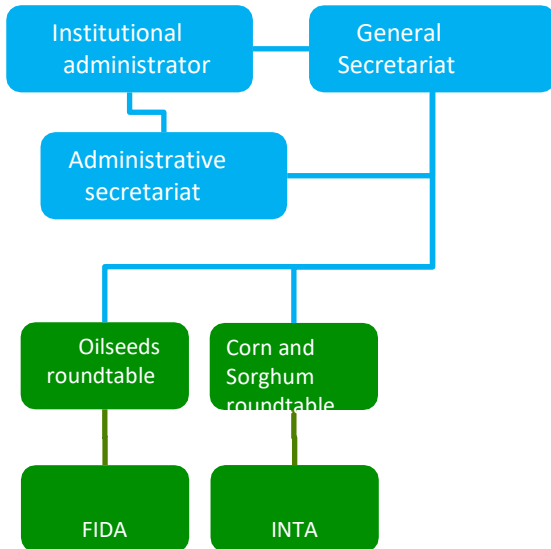 Institutional
administrator
General
Secretariat
Administrative
secretariat
Oilseeds
roundtable
Corn and
Sorghum
roundtable
FIDA
INTA